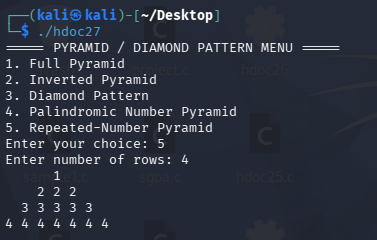 ┌──(kali㉿kali)-[~/Desktop]
└─$ ./hdoc27
===== PYRAMID / DIAMOND PATTERN MENU =====
1. Full Pyramid
2. Inverted Pyramid
3. Diamond Pattern
4. Palindromic Number Pyramid
5. Repeated-Number Pyramid
Enter your choice: 5
Enter number of rows: 4
      1
    2 2 2
  3 3 3 3 3
4 4 4 4 4 4 4
hdoc26
hdoc25.c